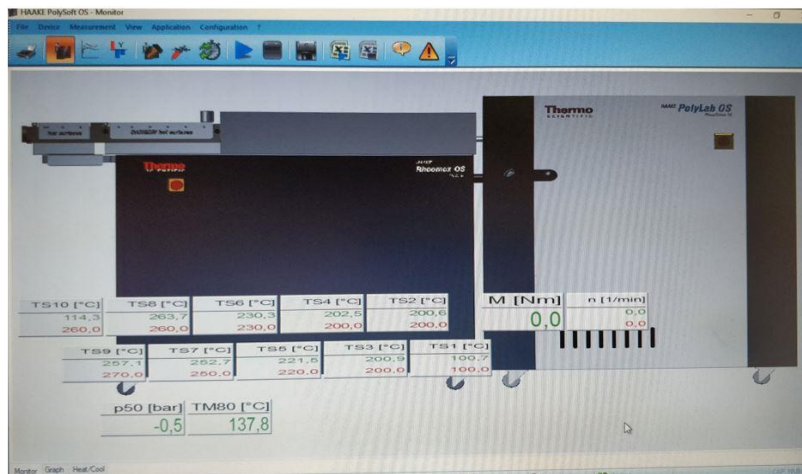 HAAKE PolySoft OS - Monitor
File Device Measurement View Application Configuration ?
Thermo
SCIENTIFIC
HAAKE PolyLab OS
Thermo
Rheomex OS
TS10 [°C] TS8 [°C] TS6 [°C] TS4 [°C] TS2 [°C] M [Nm] n [1/min]
114,3 263,7 230,3 202,5 200,6 0,0 0,0
260,0 260,0 230,0 200,0 200,0 0,0
TS9 [°C] TS7 [°C] TS5 [°C] TS3 [°C] TS1 [°C]
257,1 252,7 221,5 200,9 100,7
270,0 250,0 220,0 200,0 100,0
p50 [bar] TM80 [°C]
-0,5 137,8
Monitor Graph Heat/Cool